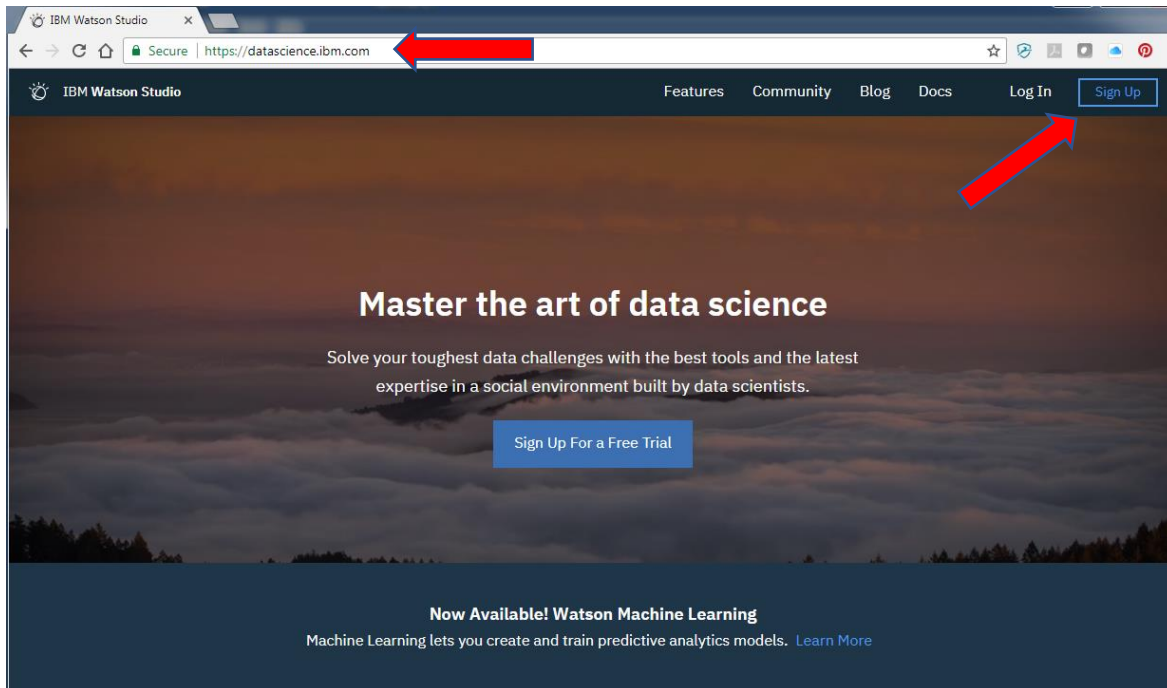 IBM Watson Studio
Secure | https://datascience.ibm.com
IBM Watson Studio
Features Community Blog Docs Log In Sign Up
Master the art of data science
Solve your toughest data challenges with the best tools and the latest
expertise in a social environment built by data scientists.
Sign Up For a Free Trial
Now Available! Watson Machine Learning
Machine Learning lets you create and train predictive analytics models. Learn More